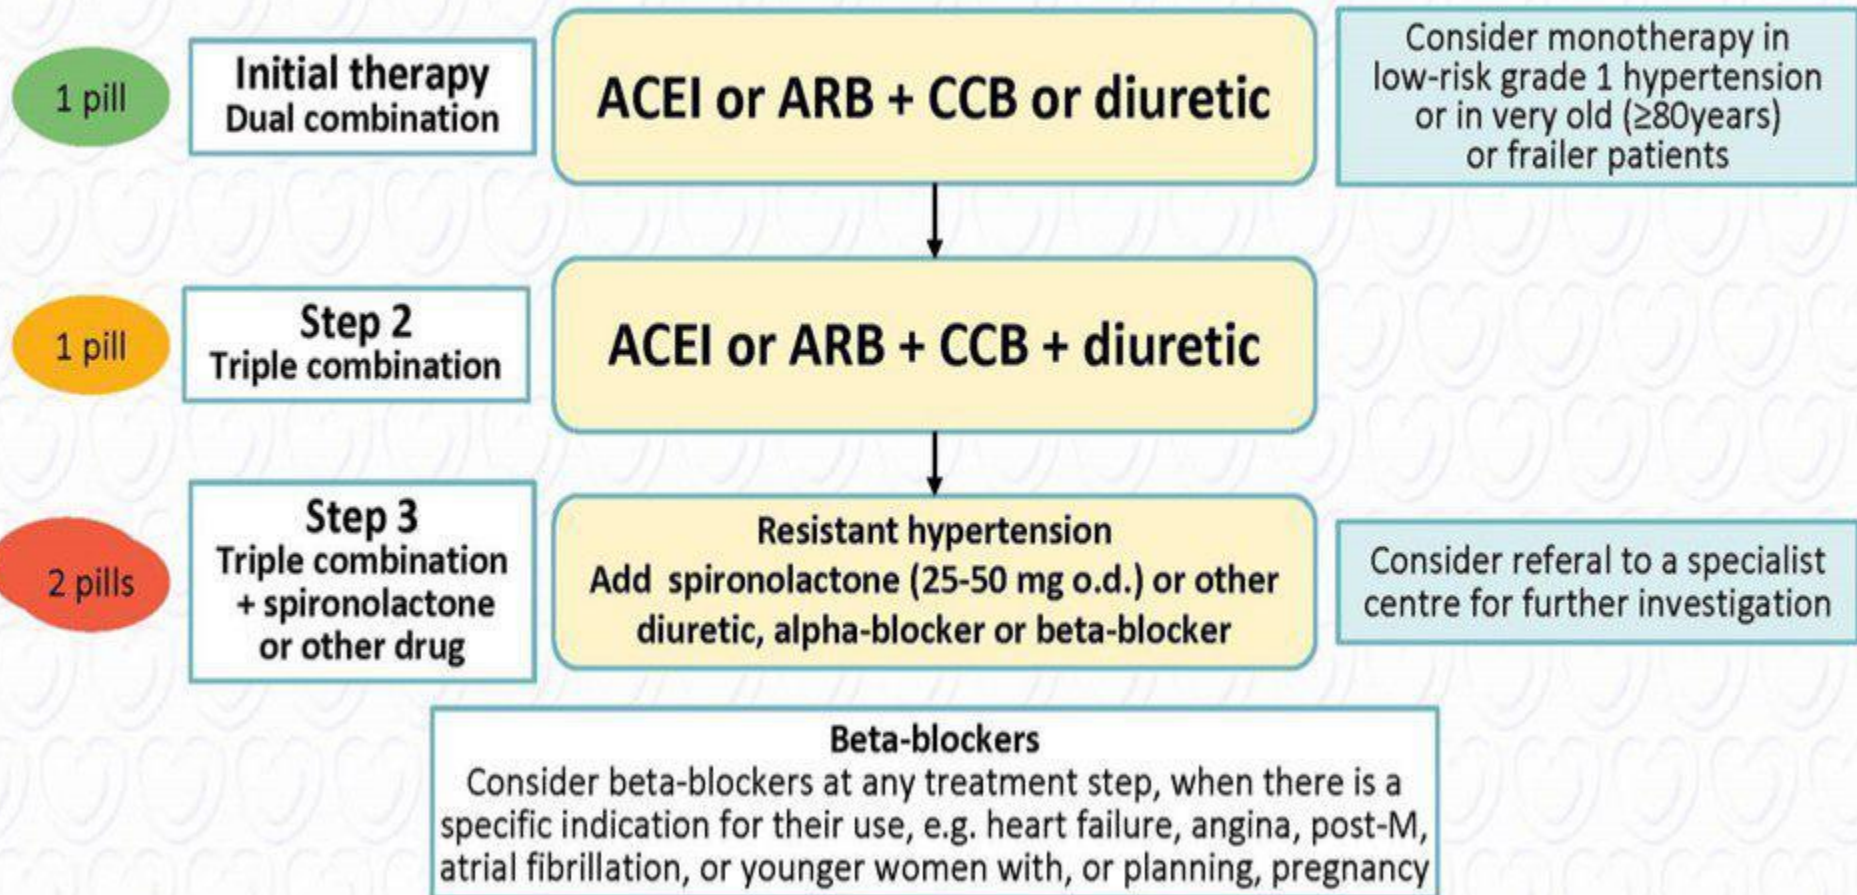 1 pill
Initial therapy
Dual combination
ACEI or ARB + CCB or diuretic
Consider monotherapy in
low-risk grade 1 hypertension
or in very old (≥80years)
or frailer patients
1 pill
Step 2
Triple combination
ACEI or ARB + CCB + diuretic
2 pills
Step 3
Triple combination
+ spironolactone
or other drug
Resistant hypertension
Add spironolactone (25-50 mg o.d.) or other
diuretic, alpha-blocker or beta-blocker
Consider referal to a specialist
centre for further investigation
Beta-blockers
Consider beta-blockers at any treatment step, when there is a
specific indication for their use, e.g. heart failure, angina, post-M,
atrial fibrillation, or younger women with, or planning, pregnancy